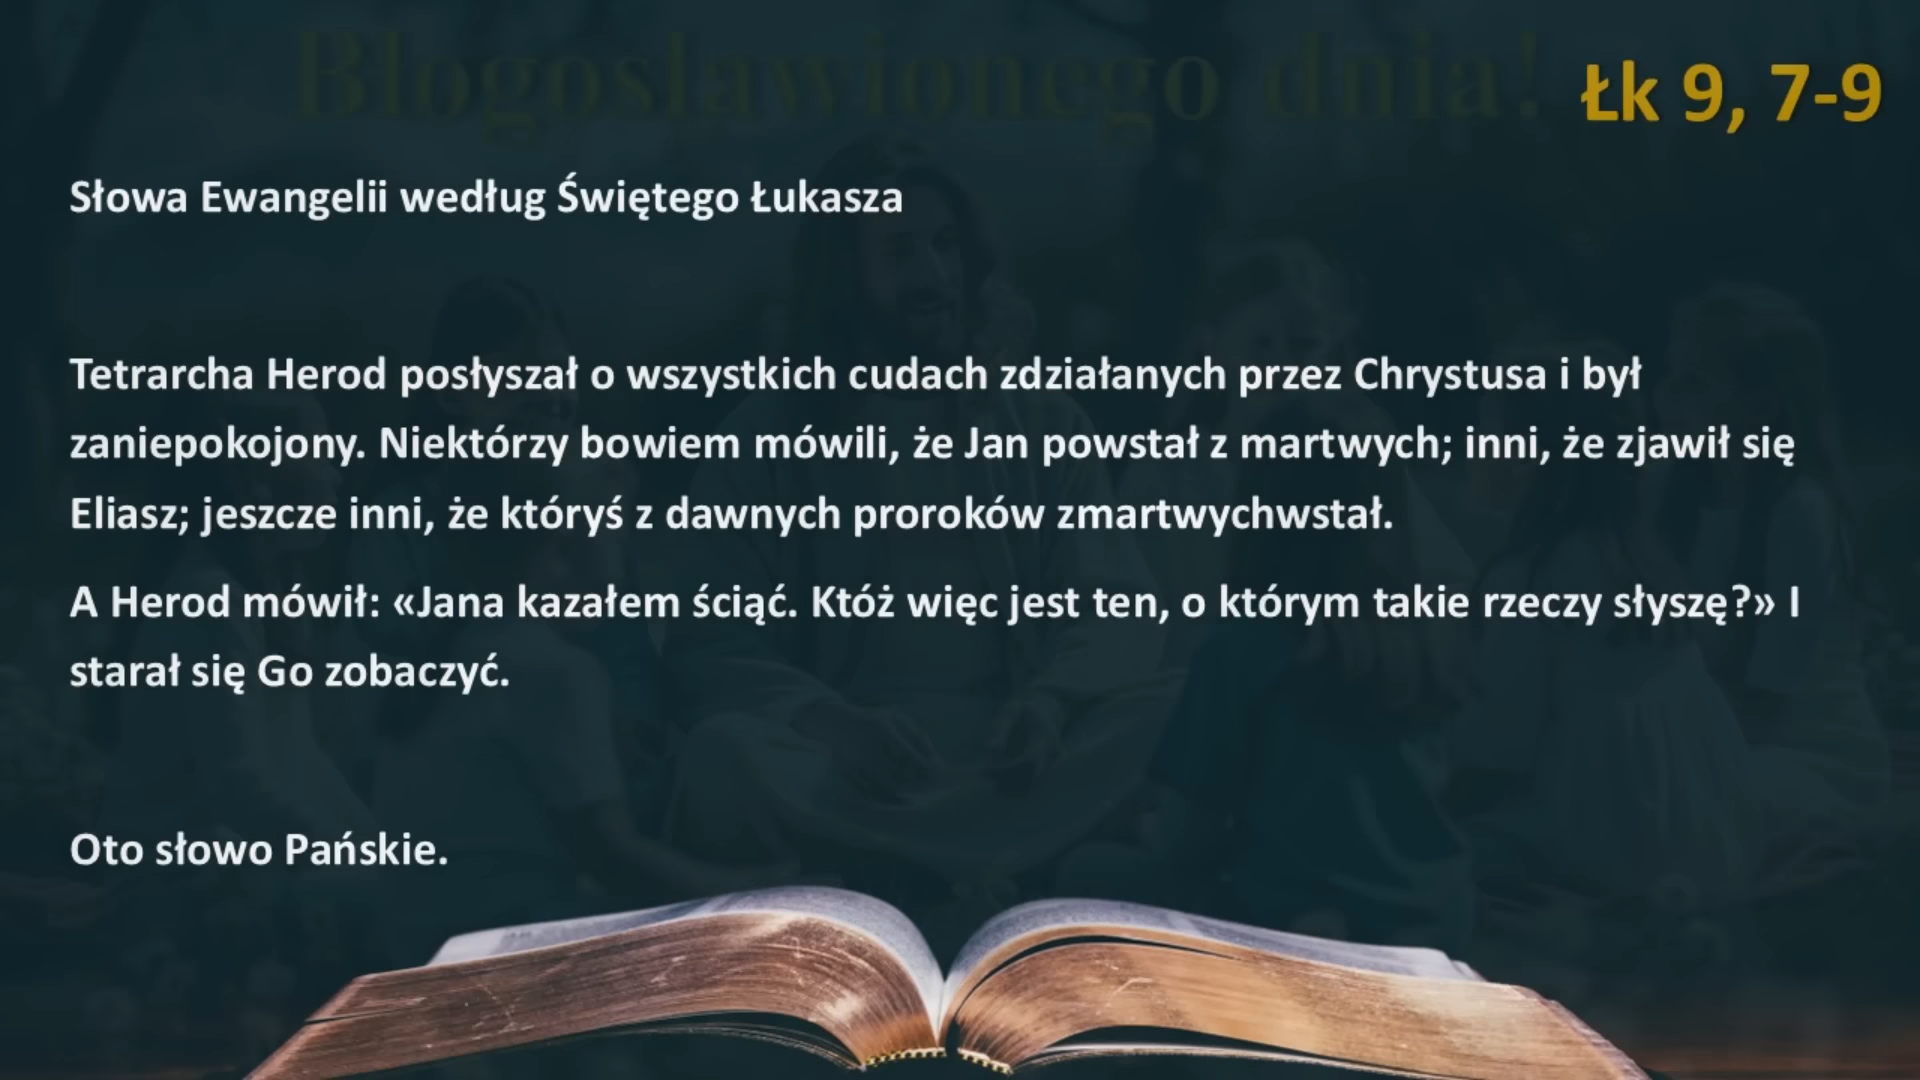 Błogosławionego dnia!
Łk 9, 7-9
Słowa Ewangelii według Świętego Łukasza
Tetrarcha Herod posłyszał o wszystkich cudach zdziałanych przez Chrystusa i był
zaniepokojony. Niektórzy bowiem mówili, że Jan powstał z martwych; inni, że zjawił się
Eliasz; jeszcze inni, że któryś z dawnych proroków zmartwychwstał.
A Herod mówił: «Jana kazałem ściąć. Któż więc jest ten, o którym takie rzeczy słyszę?» I
starał się Go zobaczyć.
Oto słowo Pańskie.